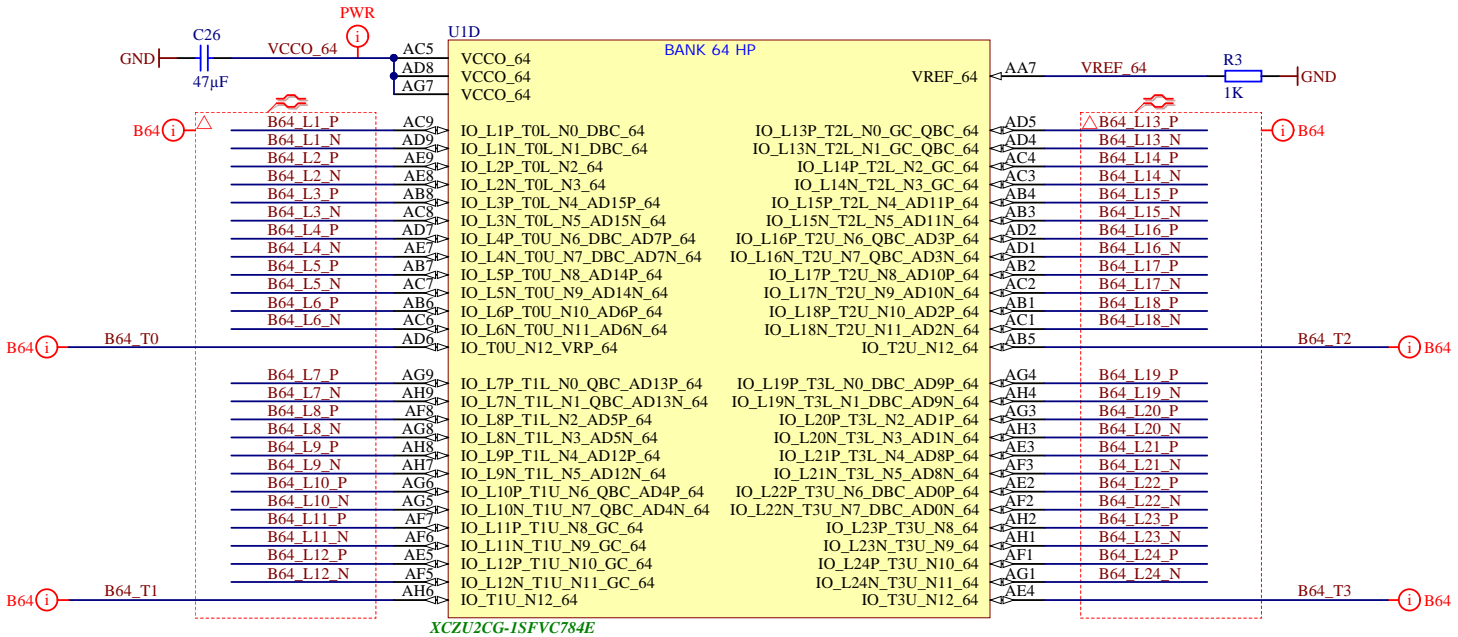 PWR
C26
GND
VCCO_64
47µF
U1D
BANK 64 HP
AC5 VCCO_64
AD8 VCCO_64
AG7 VCCO_64
VREF_64 AA7 VREF_64
R3
1K
GND
B64
B64
B64_L1_P AC9 IO_L1P_T0L_N0_DBC_64 IO_L13P_T2L_N0_GC_QBC_64 AD5 B64_L13_P
B64_L1_N AD9 IO_L1N_T0L_N1_DBC_64 IO_L13N_T2L_N1_GC_QBC_64 AD4 B64_L13_N
B64_L2_P AE9 IO_L2P_T0L_N2_64 IO_L14P_T2L_N2_GC_64 AC4 B64_L14_P
B64_L2_N AE8 IO_L2N_T0L_N3_64 IO_L14N_T2L_N3_GC_64 AC3 B64_L14_N
B64_L3_P AB8 IO_L3P_T0L_N4_AD15P_64 IO_L15P_T2L_N4_AD11P_64 AB4 B64_L15_P
B64_L3_N AC8 IO_L3N_T0L_N5_AD15N_64 IO_L15N_T2L_N5_AD11N_64 AB3 B64_L15_N
B64_L4_P AD7 IO_L4P_T0U_N6_DBC_AD7P_64 IO_L16P_T2U_N6_QBC_AD3P_64 AD2 B64_L16_P
B64_L4_N AE7 IO_L4N_T0U_N7_DBC_AD7N_64 IO_L16N_T2U_N7_QBC_AD3N_64 AD1 B64_L16_N
B64_L5_P AB7 IO_L5P_T0U_N8_AD14P_64 IO_L17P_T2U_N8_AD10P_64 AB2 B64_L17_P
B64_L5_N AC7 IO_L5N_T0U_N9_AD14N_64 IO_L17N_T2U_N9_AD10N_64 AC2 B64_L17_N
B64_L6_P AB6 IO_L6P_T0U_N10_AD6P_64 IO_L18P_T2U_N10_AD2P_64 AB1 B64_L18_P
B64_L6_N AC6 IO_L6N_T0U_N11_AD6N_64 IO_L18N_T2U_N11_AD2N_64 AC1 B64_L18_N
B64 B64_T0 AD6 IO_T0U_N12_VRP_64 IO_T2U_N12_64 AB5 B64_T2 B64
B64_L7_P AG9 IO_L7P_T1L_N0_QBC_AD13P_64 IO_L19P_T3L_N0_DBC_AD9P_64 AG4 B64_L19_P
B64_L7_N AH9 IO_L7N_T1L_N1_QBC_AD13N_64 IO_L19N_T3L_N1_DBC_AD9N_64 AH4 B64_L19_N
B64_L8_P AF8 IO_L8P_T1L_N2_AD5P_64 IO_L20P_T3L_N2_AD1P_64 AG3 B64_L20_P
B64_L8_N AG8 IO_L8N_T1L_N3_AD5N_64 IO_L20N_T3L_N3_AD1N_64 AH3 B64_L20_N
B64_L9_P AH8 IO_L9P_T1L_N4_AD12P_64 IO_L21P_T3L_N4_AD8P_64 AE3 B64_L21_P
B64_L9_N AH7 IO_L9N_T1L_N5_AD12N_64 IO_L21N_T3L_N5_AD8N_64 AF3 B64_L21_N
B64_L10_P AG6 IO_L10P_T1U_N6_QBC_AD4P_64 IO_L22P_T3U_N6_DBC_AD0P_64 AE2 B64_L22_P
B64_L10_N AG5 IO_L10N_T1U_N7_QBC_AD4N_64 IO_L22N_T3U_N7_DBC_AD0N_64 AF2 B64_L22_N
B64_L11_P AF7 IO_L11P_T1U_N8_GC_64 IO_L23P_T3U_N8_64 AH2 B64_L23_P
B64_L11_N AF6 IO_L11N_T1U_N9_GC_64 IO_L23N_T3U_N9_64 AH1 B64_L23_N
B64_L12_P AE5 IO_L12P_T1U_N10_GC_64 IO_L24P_T3U_N10_64 AF1 B64_L24_P
B64_L12_N AF5 IO_L12N_T1U_N11_GC_64 IO_L24N_T3U_N11_64 AG1 B64_L24_N
B64 B64_T1 AH6 IO_T1U_N12_64 IO_T3U_N12_64 AE4 B64_T3 B64
XCZU2CG-1SFVC784E